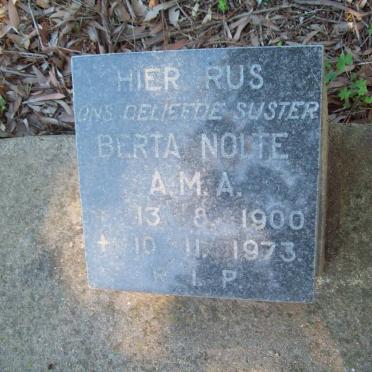 HIER RUS
ONS GELIEFDE SUSTER
BERTA NOLTE
A.M.A.
* 13 8. 1900
+ 10 11. 1973
R I P